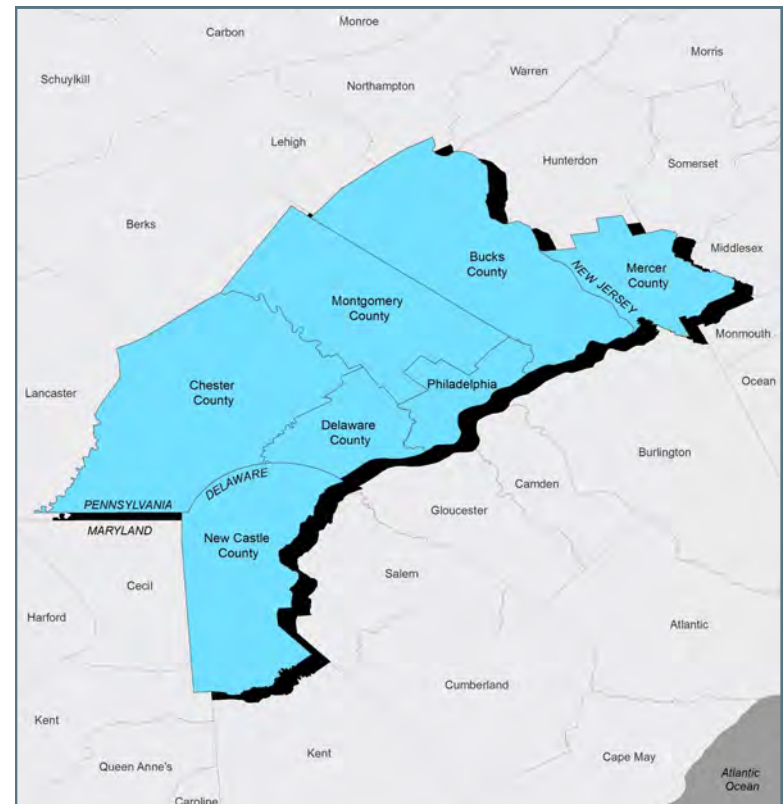 Monroe
Carbon
Morris
Warren
Schuylkill
Northampton
Lehigh
Hunterdon
Somerset
Berks
Middlesex
Bucks
County
NEW JERSEY
Mercer
County
Montgomery
County
Monmouth
Ocean
Lancaster
Chester
County
Philadelphia
Delaware
County
Burlington
DELAWARE
Camden
PENNSYLVANIA
MARYLAND
Gloucester
New Castle
County
Salem
Cecil
Harford
Atlantic
Cumberland
Kent
Kent
Queen Anne's
Cape May
Atlantic
Ocean
Caroline